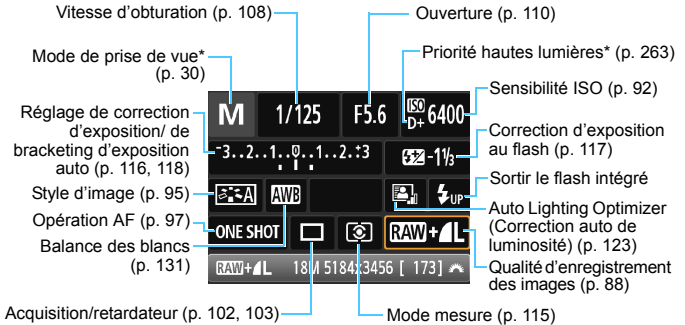 Vitesse d'obturation (p. 108)
Ouverture (p. 110)
Mode de prise de vue*
(p. 30)
Priorité hautes lumières* (p. 263)
Sensibilité ISO (p. 92)
Réglage de correction
d'exposition/ de
bracketing d'exposition
auto (p. 116, 118)
Correction d'exposition
au flash (p. 117)
Style d'image (p. 95)
Sortir le flash intégré
Opération AF (p. 97)
Auto Lighting Optimizer
(Correction auto de
luminosité) (p. 123)
Balance des blancs
(p. 131)
Qualité d'enregistrement
des images (p. 88)
Acquisition/retardateur (p. 102, 103)
Mode mesure (p. 115)
M 1/125 F5.6 ISO D+ 6400
-3..2..1..0..1..2.:+3 -1⅓
A AWB UP
ONE SHOT RAW+L
RAW+L 18M 5184x3456 [ 173]